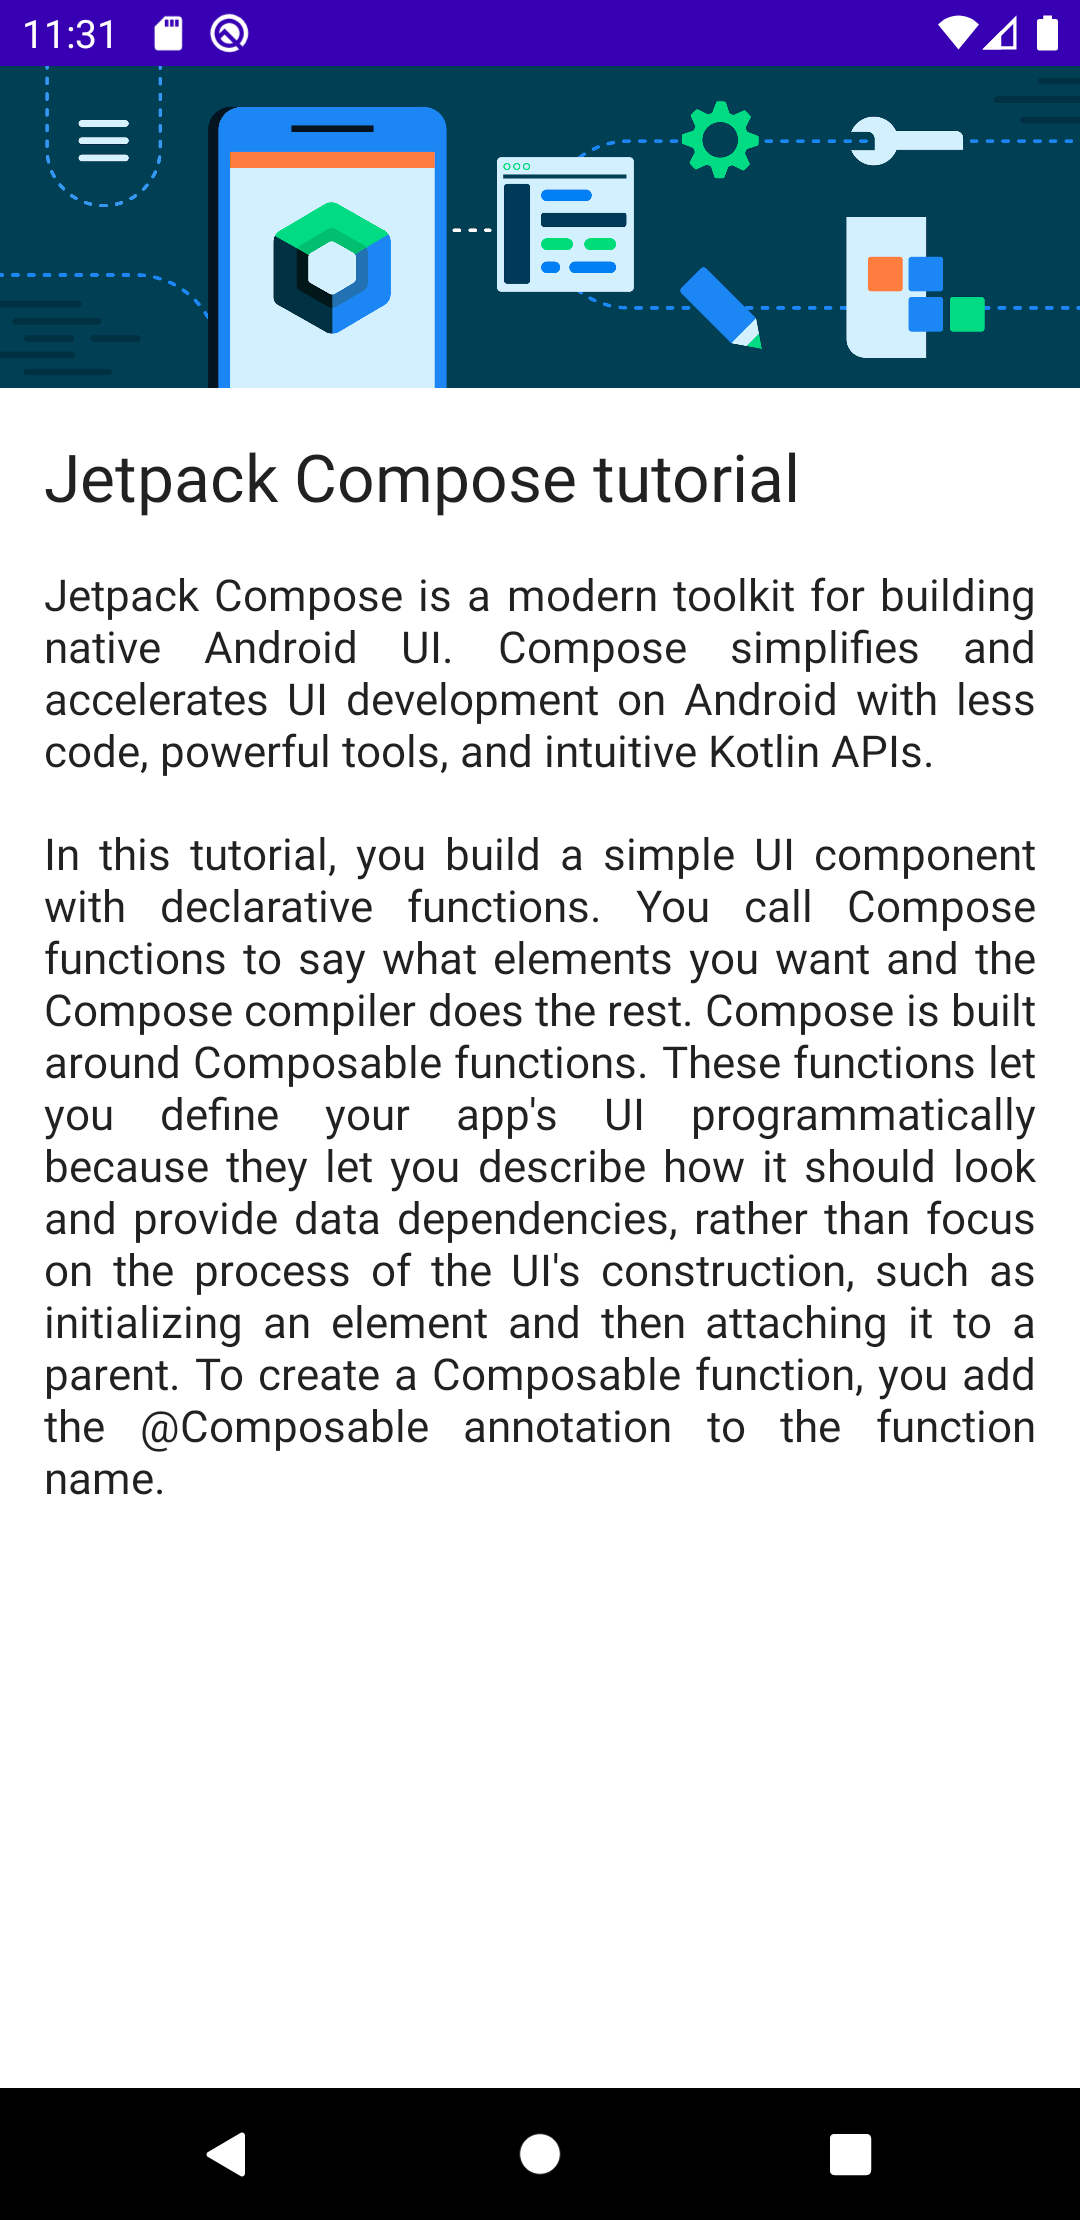 11:31
Jetpack Compose tutorial
Jetpack Compose is a modern toolkit for building
native Android UI. Compose simplifies and
accelerates UI development on Android with less
code, powerful tools, and intuitive Kotlin APIs.
In this tutorial, you build a simple UI component
with declarative functions. You call Compose
functions to say what elements you want and the
Compose compiler does the rest. Compose is built
around Composable functions. These functions let
you define your app's UI programmatically
because they let you describe how it should look
and provide data dependencies, rather than focus
on the process of the UI's construction, such as
initializing an element and then attaching it to a
parent. To create a Composable function, you add
the @Composable annotation to the function
name.